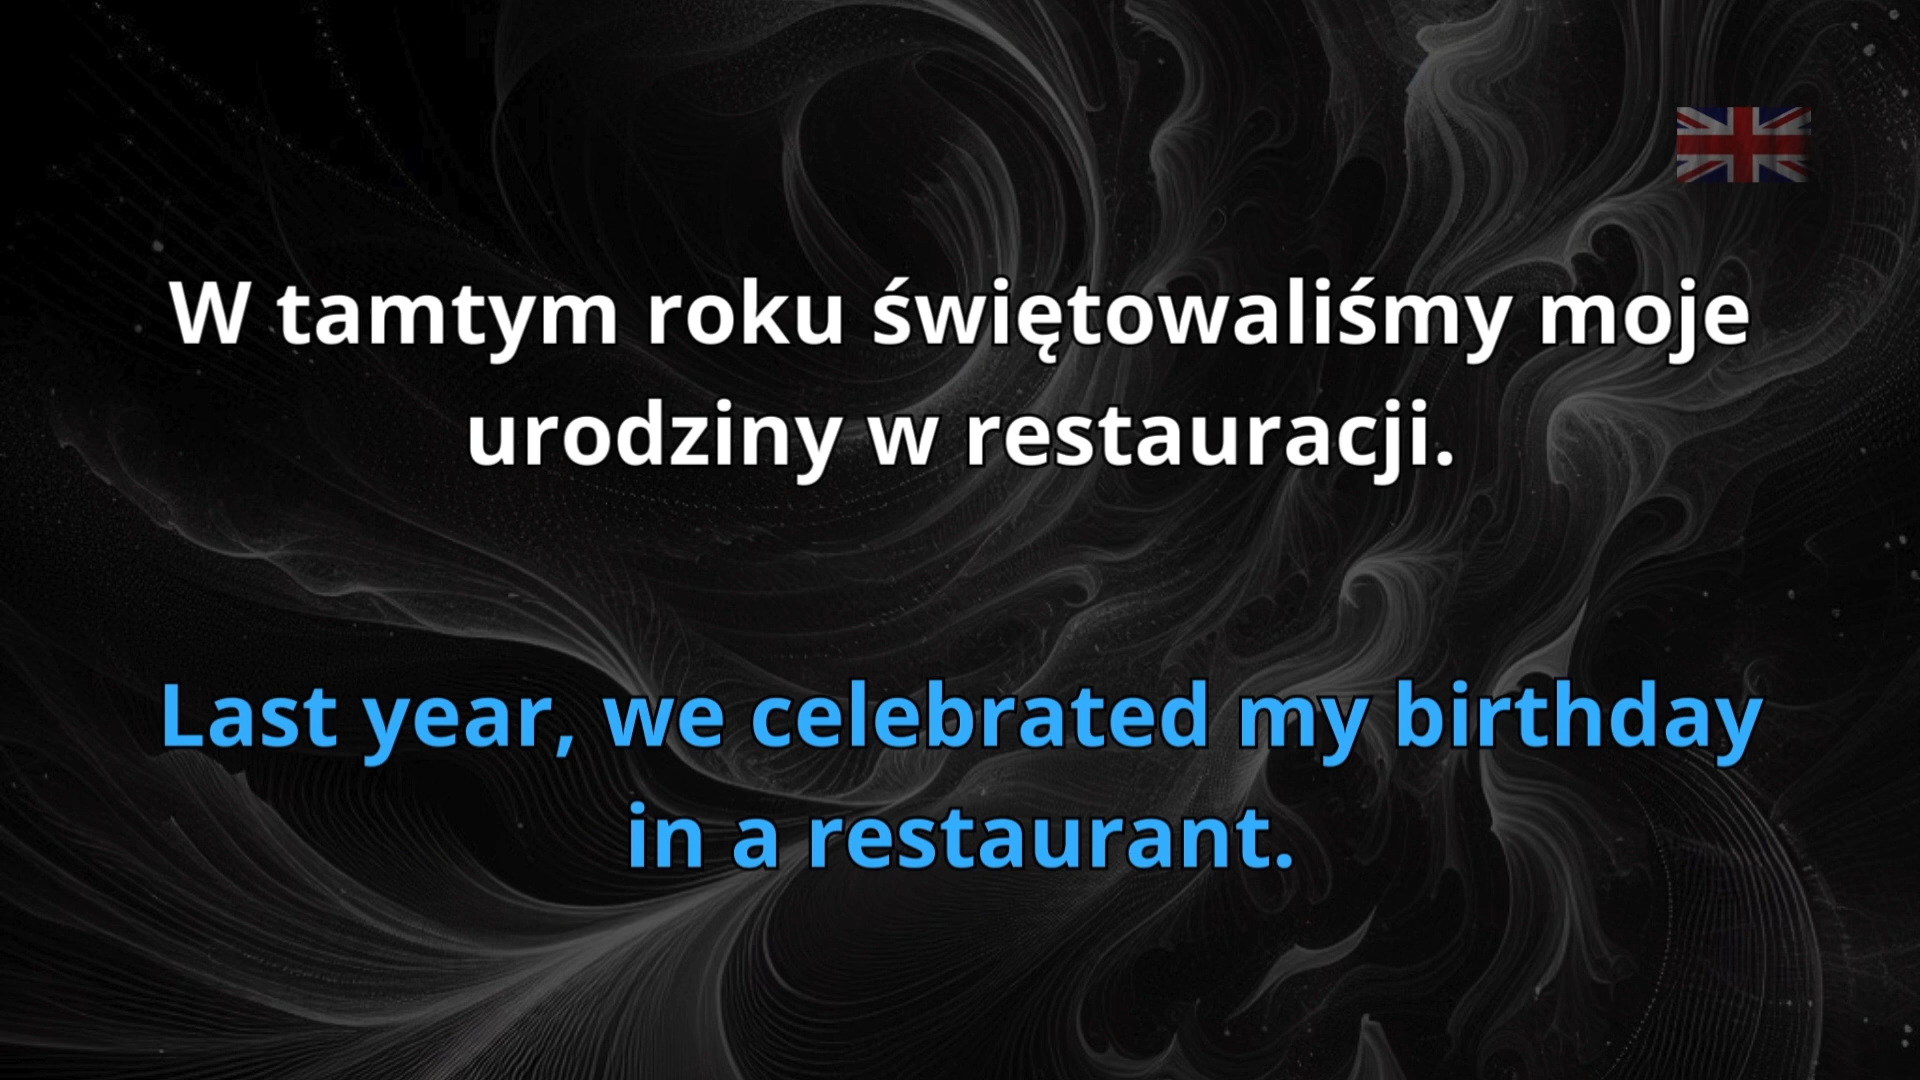 W tamtym roku świętowaliśmy moje
urodziny w restauracji.
Last year, we celebrated my birthday
in a restaurant.